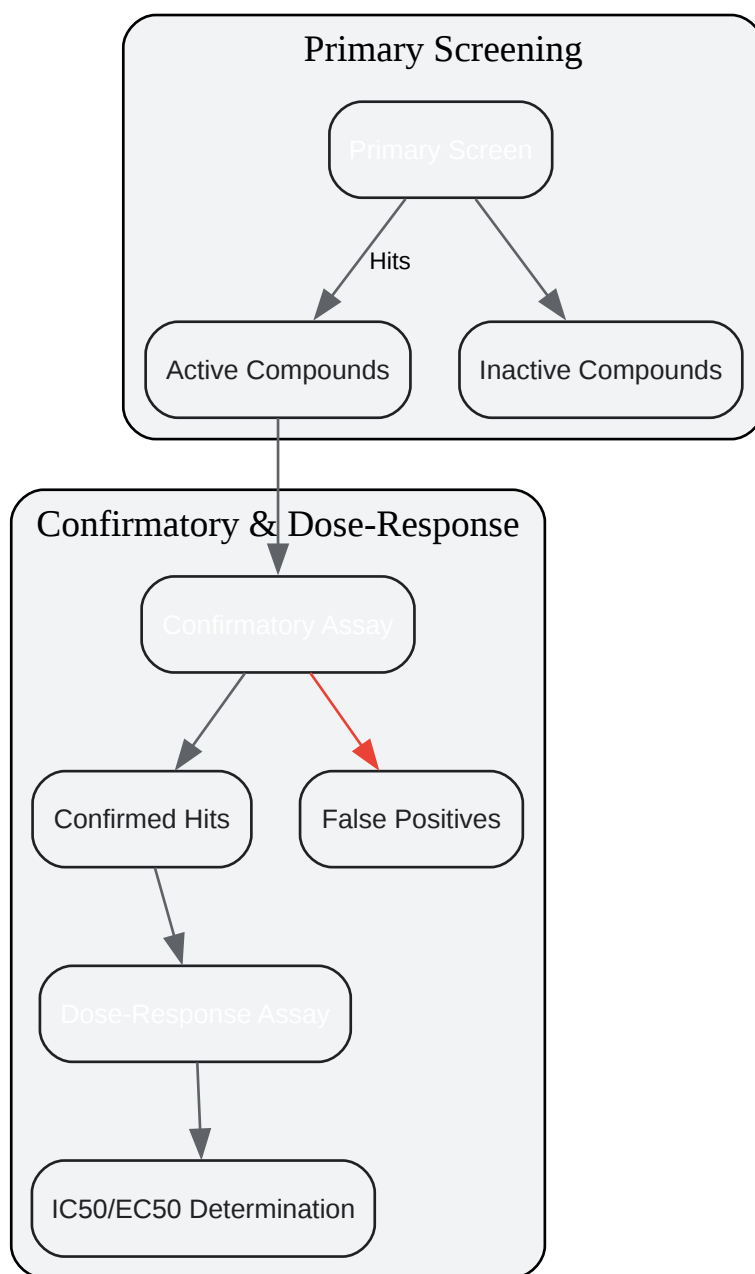 Primary Screening
Primary Screen
Hits
Active Compounds
Inactive Compounds
Confirmatory & Dose-Response
Confirmatory Assay
Confirmed Hits
False Positives
Dose-Response Assay
IC50/EC50 Determination